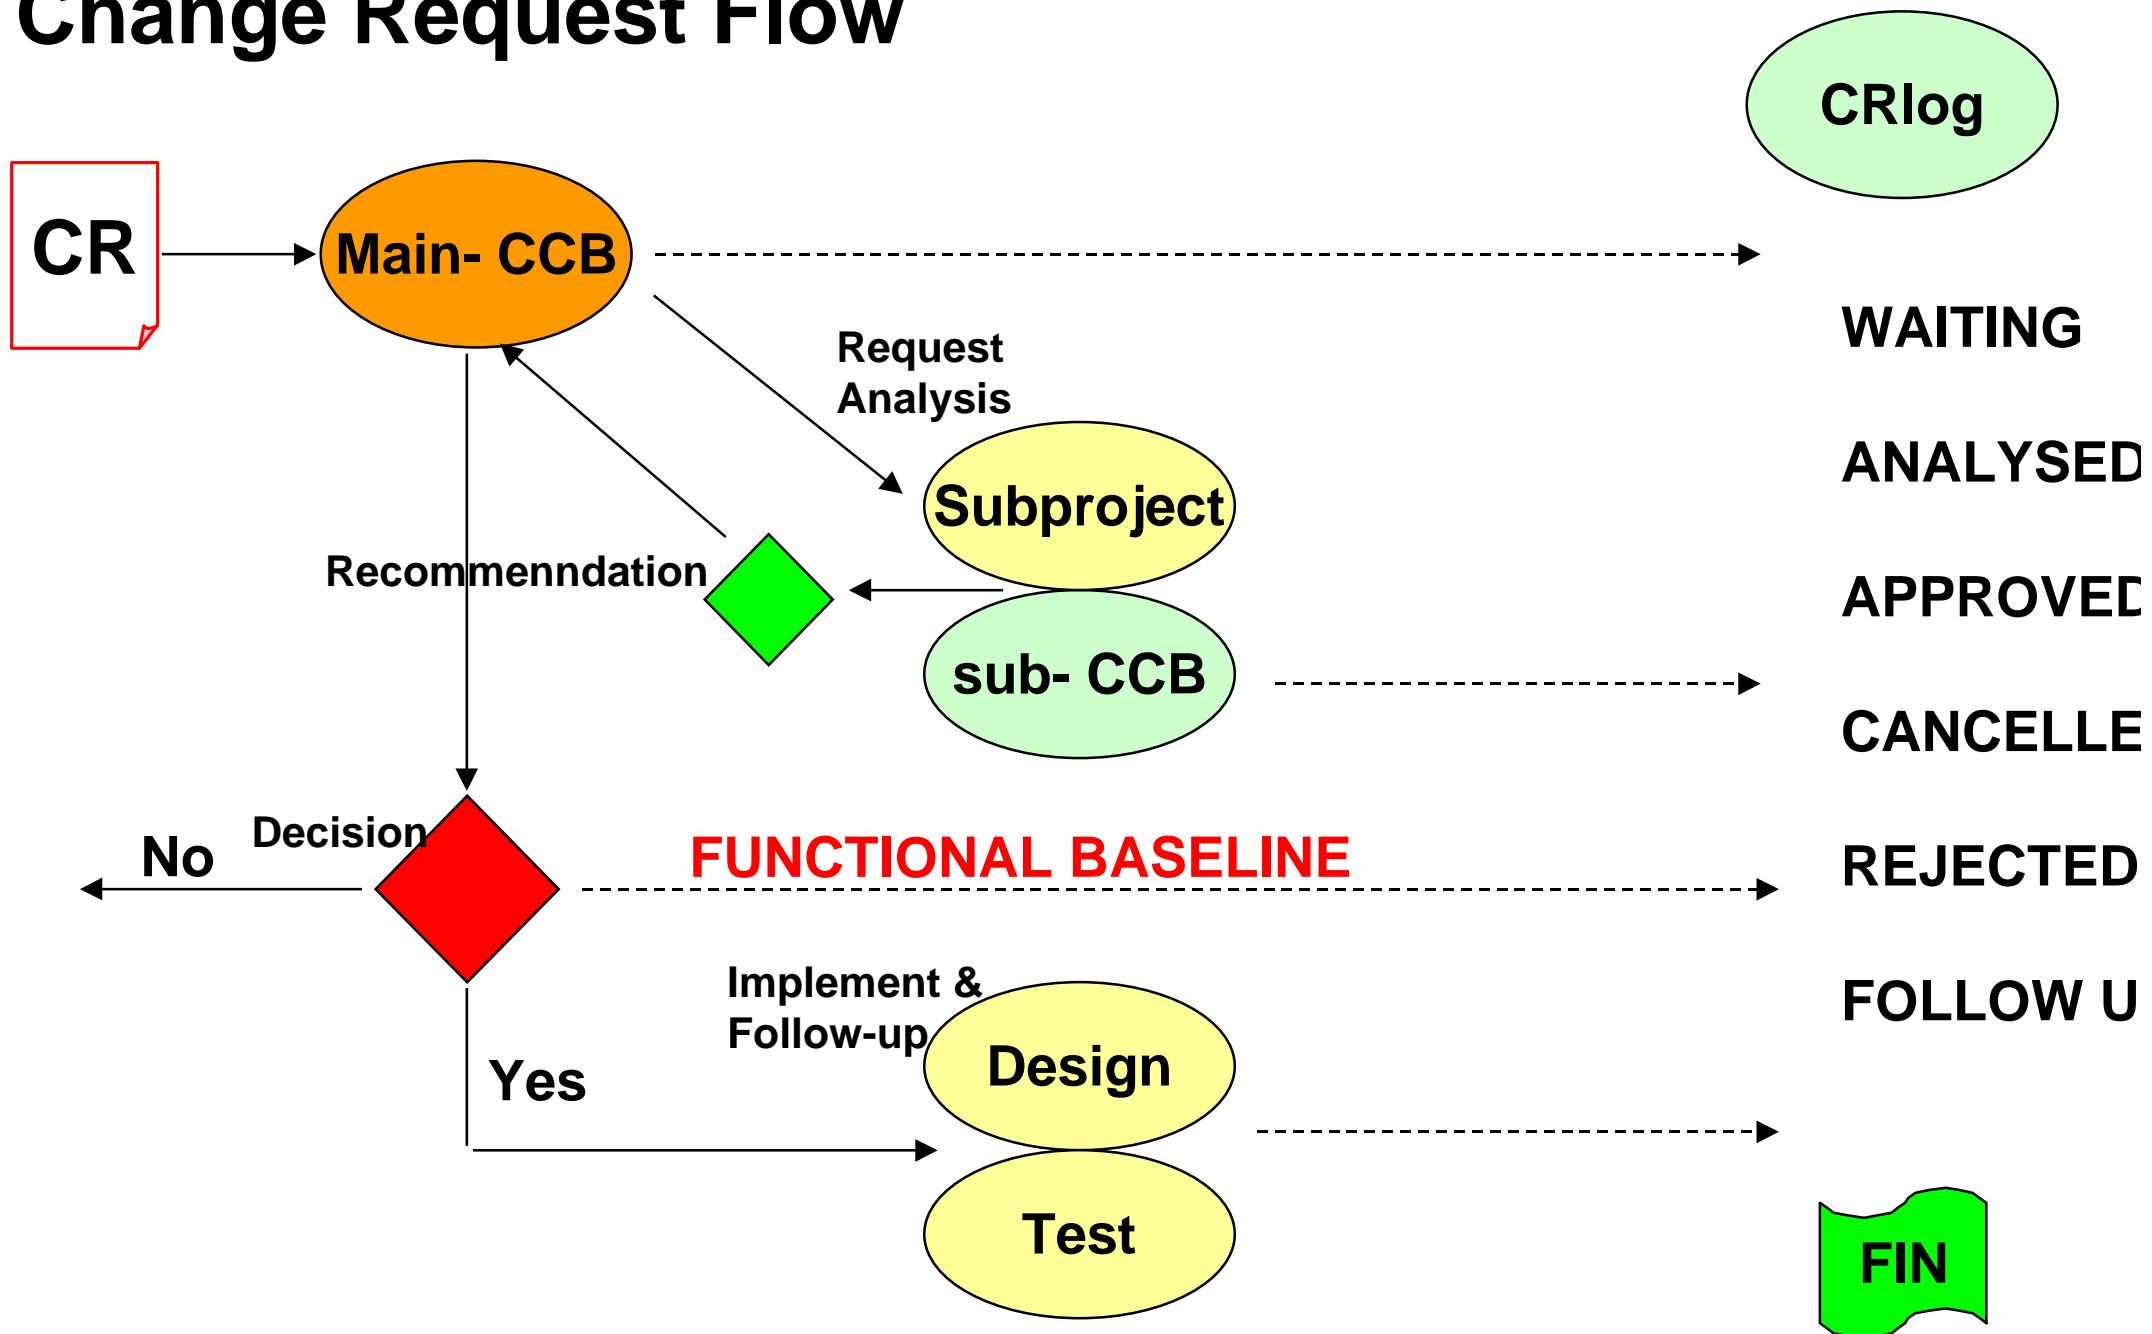 Change Request Flow
CRlog
CR
Main- CCB
WAITING
Request
Analysis
ANALYSED
Subproject
Recommenndation
APPROVED
sub- CCB
CANCELLE
Decision
No
FUNCTIONAL BASELINE
REJECTED
Implement &
Follow-up
FOLLOW U
Design
Yes
Test
FIN